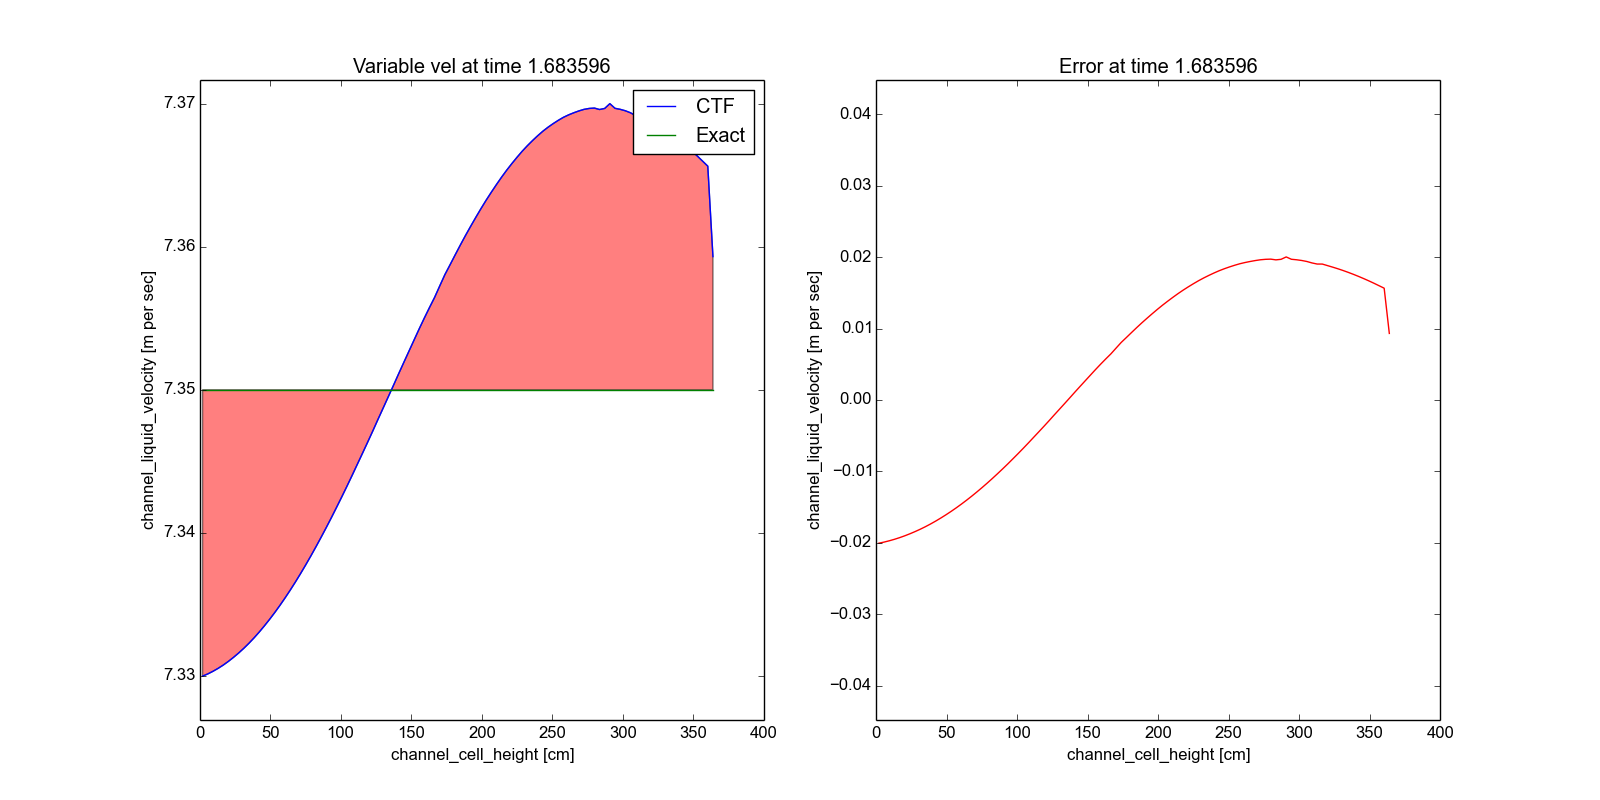 Variable vel at time 1.683596
7.37
7.36
7.35
7.34
7.33
channel_liquid_velocity [m per sec]
CTF
Exact
0 50 100 150 200 250 300 350 400
channel_cell_height [cm]
Error at time 1.683596
0.04
0.03
0.02
0.01
0.00
−0.01
−0.02
−0.03
−0.04
channel_liquid_velocity [m per sec]
0 50 100 150 200 250 300 350 400
channel_cell_height [cm]